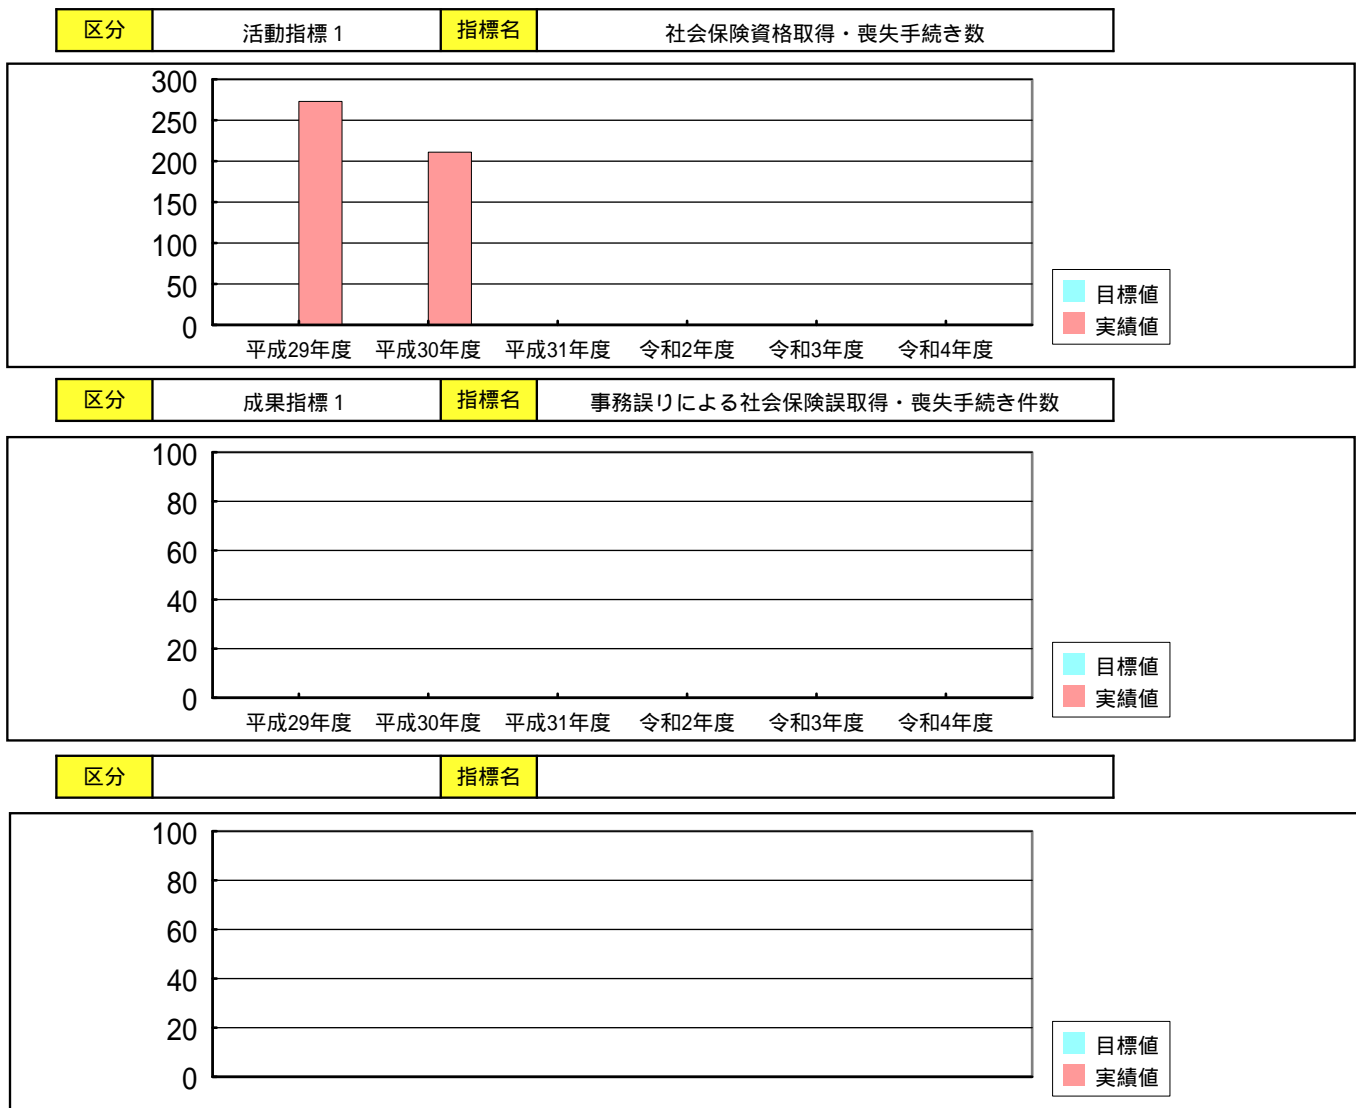 区分 活動指標1 指標名 社会保険資格取得・喪失手続き数
300
250
200
150
100
50
0
平成29年度 平成30年度 平成31年度 令和2年度 令和3年度 令和4年度
目標値
実績値
区分 成果指標1 指標名 事務誤りによる社会保険誤取得・喪失手続き件数
100
80
60
40
20
0
平成29年度 平成30年度 平成31年度 令和2年度 令和3年度 令和4年度
目標値
実績値
区分 指標名
100
80
60
40
20
0
目標値
実績値